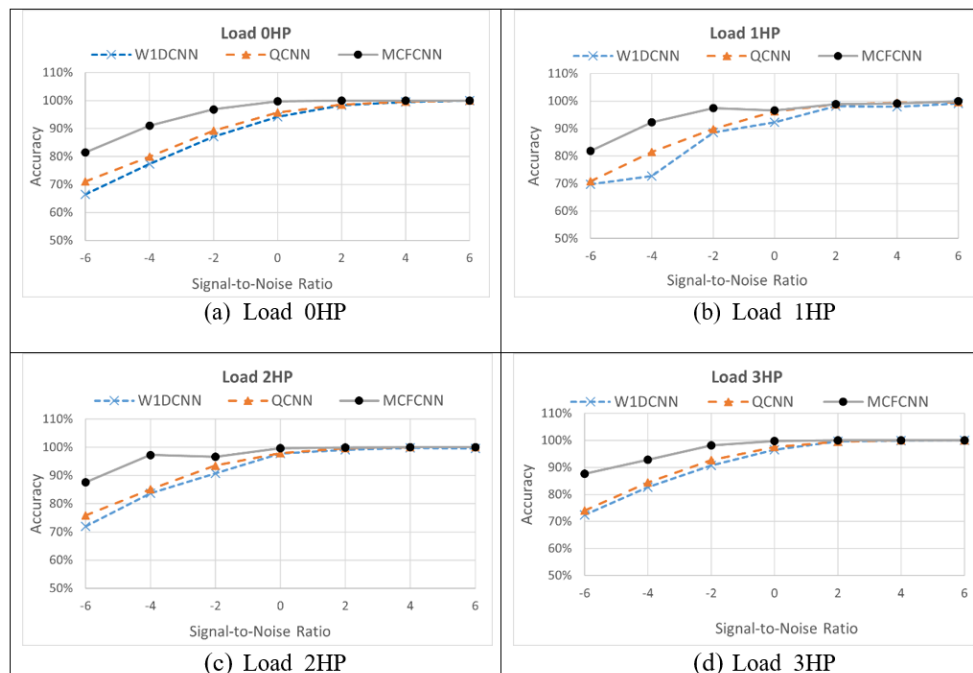 Load 0HP
W1DCNN QCNN MCFCNN
110%
100%
90%
80%
70%
60%
50%
Accuracy
-6 -4 -2 0 2 4 6
Signal-to-Noise Ratio
(a) Load 0HP
Load 1HP
W1DCNN QCNN MCFCNN
110%
100%
90%
80%
70%
60%
50%
Accuracy
-6 -4 -2 0 2 4 6
Signal-to-Noise Ratio
(b) Load 1HP
Load 2HP
W1DCNN QCNN MCFCNN
110%
100%
90%
80%
70%
60%
50%
Accuracy
-6 -4 -2 0 2 4 6
Signal-to-Noise Ratio
(c) Load 2HP
Load 3HP
W1DCNN QCNN MCFCNN
110%
100%
90%
80%
70%
60%
50%
Accuracy
-6 -4 -2 0 2 4 6
Signal-to-Noise Ratio
(d) Load 3HP